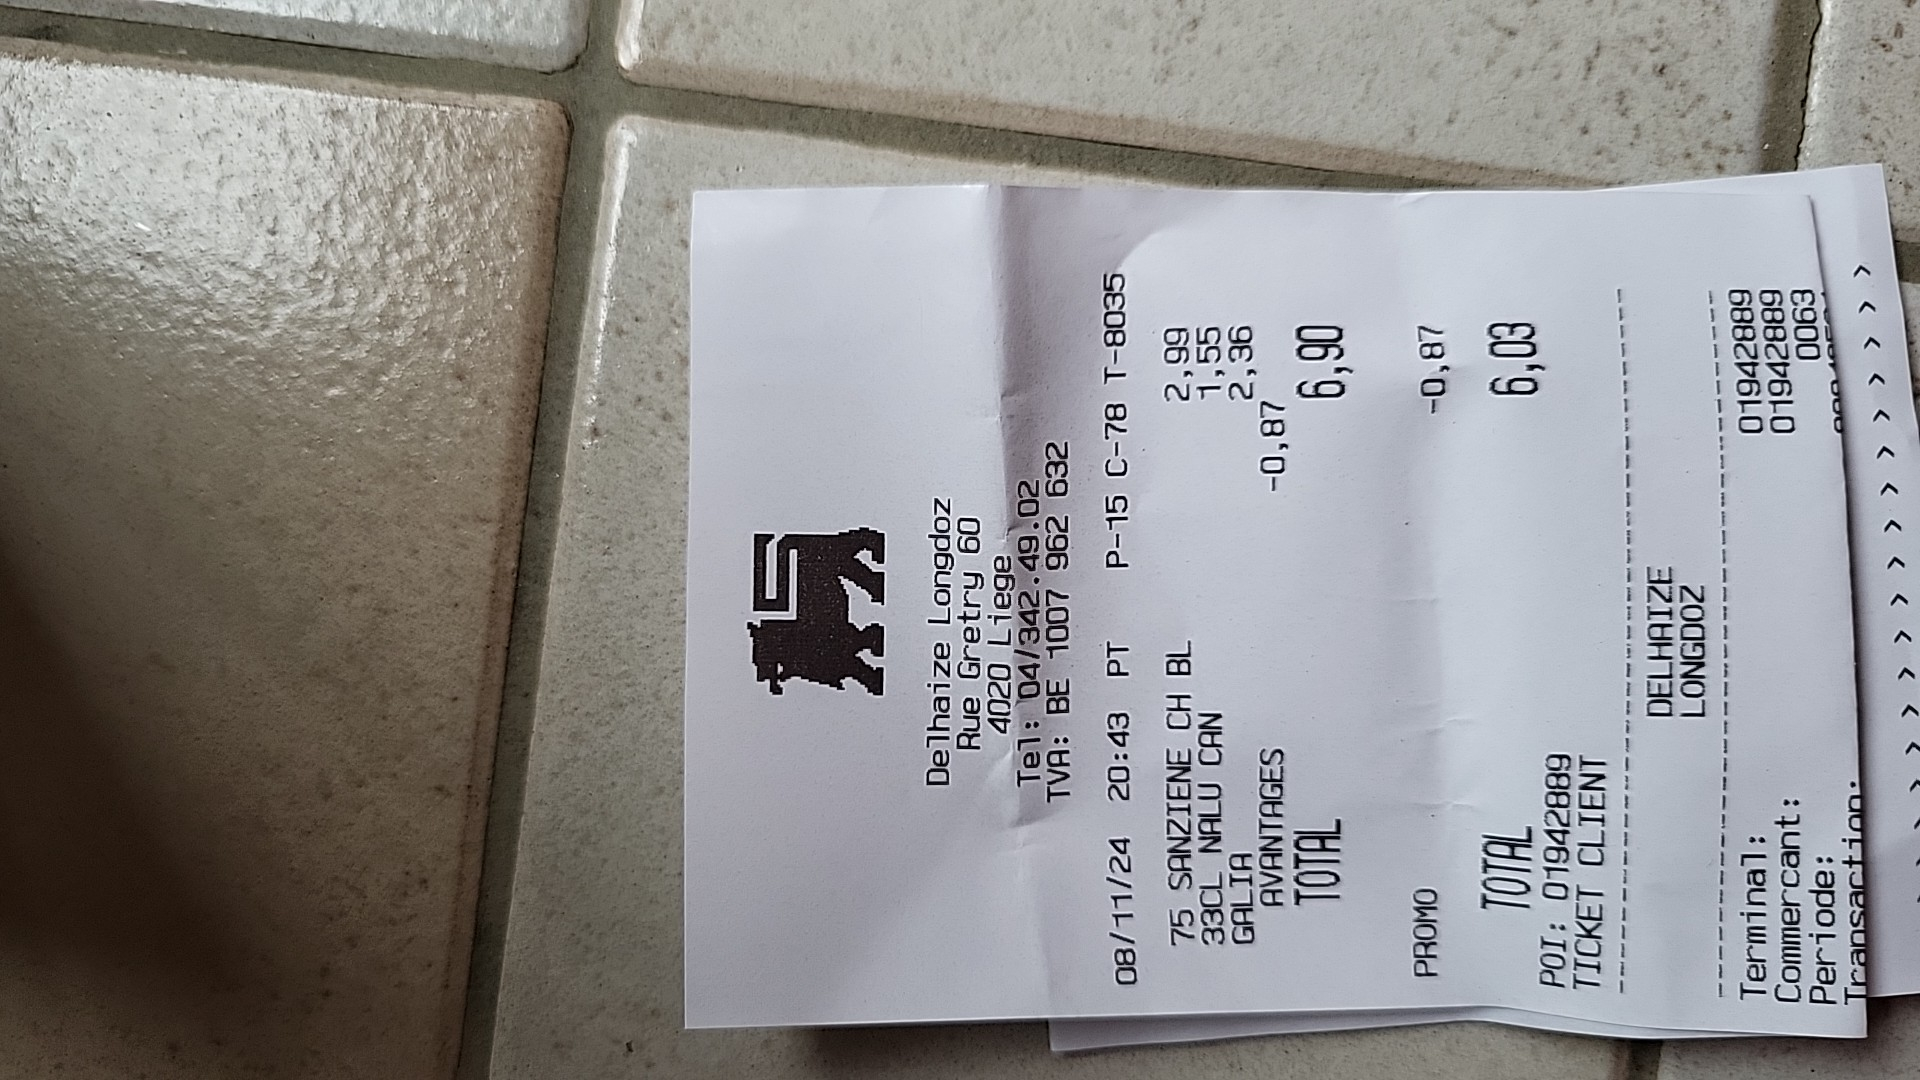 Delhaize Longdoz
Rue Gretry 60
4020 Liege
Tel: 04/342.49.02
TVA: BE 1007 962 632
08/11/24 20:43 PT P-15 C-78 T-8035
75 SANZIENE CH BL 2,99
33CL NALU CAN 1,55
GALIA 2,36
AVANTAGES -0,87
TOTAL 6,90
PROMO -0,87
TOTAL 6,03
POI: 01942889
TICKET CLIENT
--------------------------------
DELHAIZE
LONGDOZ
--------------------------------
Terminal: 01942889
Commercant: 01942889
Periode: 0063
Transaction: